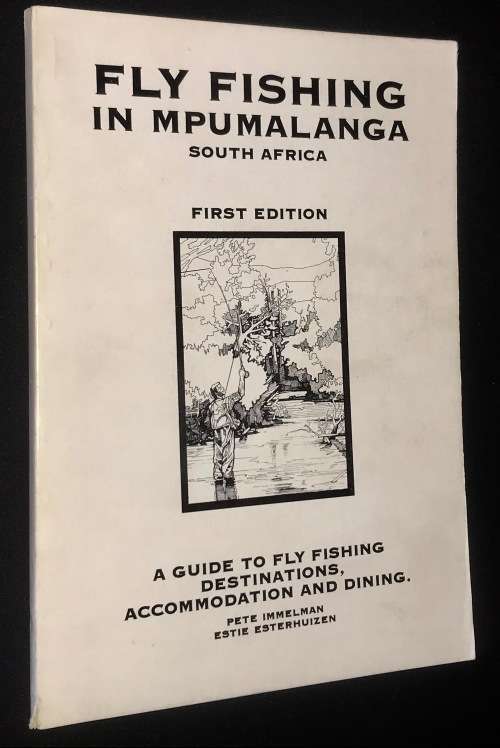 FLY FISHING
IN MPUMALANGA
SOUTH AFRICA
FIRST EDITION
A GUIDE TO FLY FISHING
DESTINATIONS,
ACCOMMODATION AND DINING.
PETE IMMELMAN
ESTIE ESTERHUIZEN